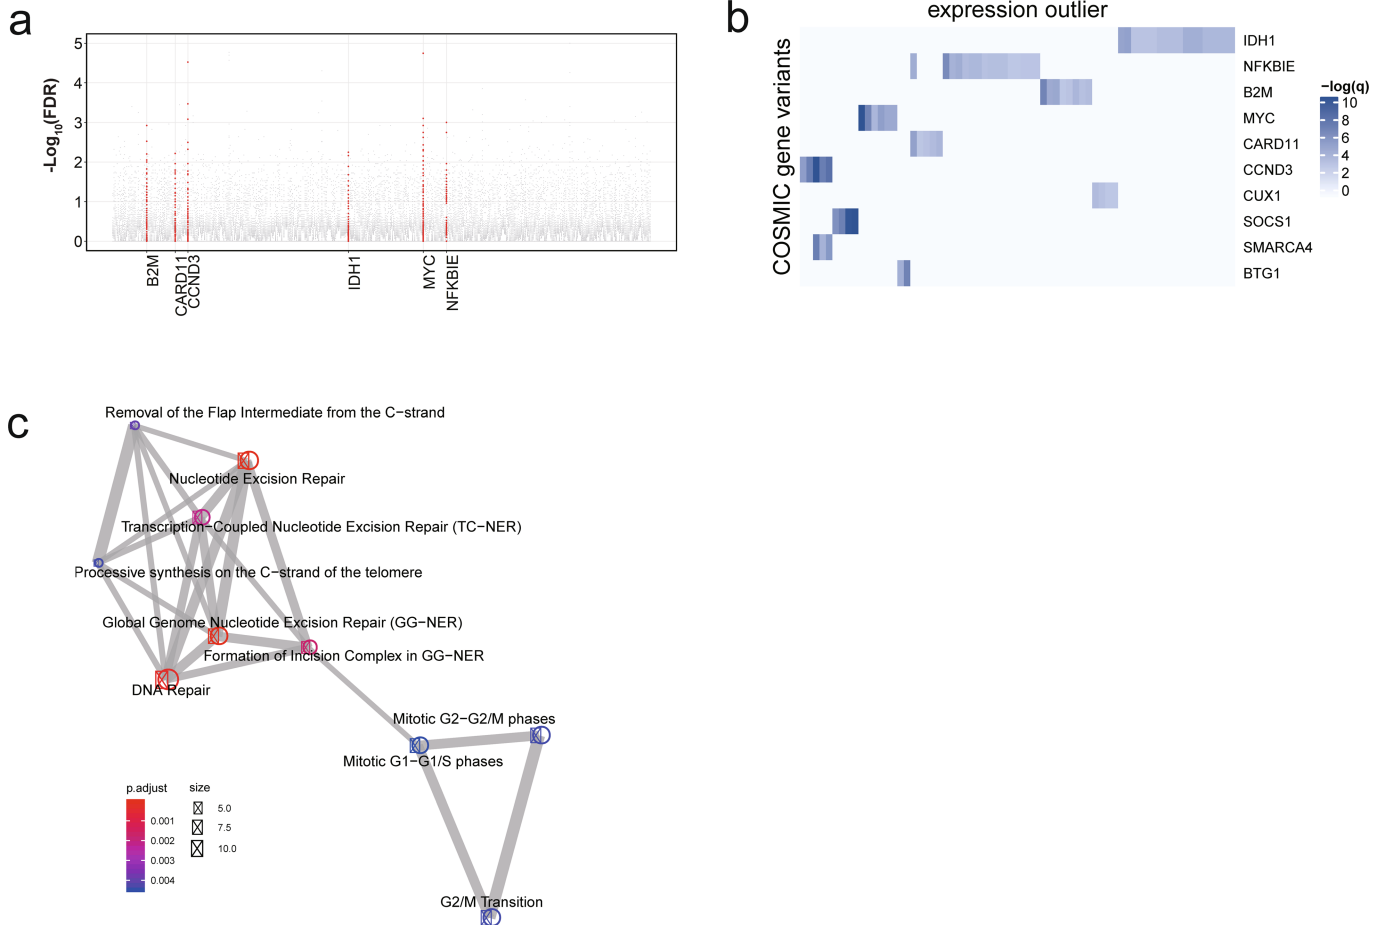 a
-Log10(FDR)
5
4
3
2
1
0
B2M
CARD11
CCND3
IDH1
MYC
NFKBIE
b
expression outlier
COSMIC gene variants
IDH1
NFKBIE
B2M
MYC
CARD11
CCND3
CUX1
SOCS1
SMARCA4
BTG1
−log(q)
10
8
6
4
2
0
c
Removal of the Flap Intermediate from the C−strand
Nucleotide Excision Repair
Transcription−Coupled Nucleotide Excision Repair (TC−NER)
Processive synthesis on the C−strand of the telomere
Global Genome Nucleotide Excision Repair (GG−NER)
Formation of Incision Complex in GG−NER
DNA Repair
Mitotic G2−G2/M phases
Mitotic G1−G1/S phases
G2/M Transition
p.adjust
0.001
0.002
0.003
0.004
size
5.0
7.5
10.0